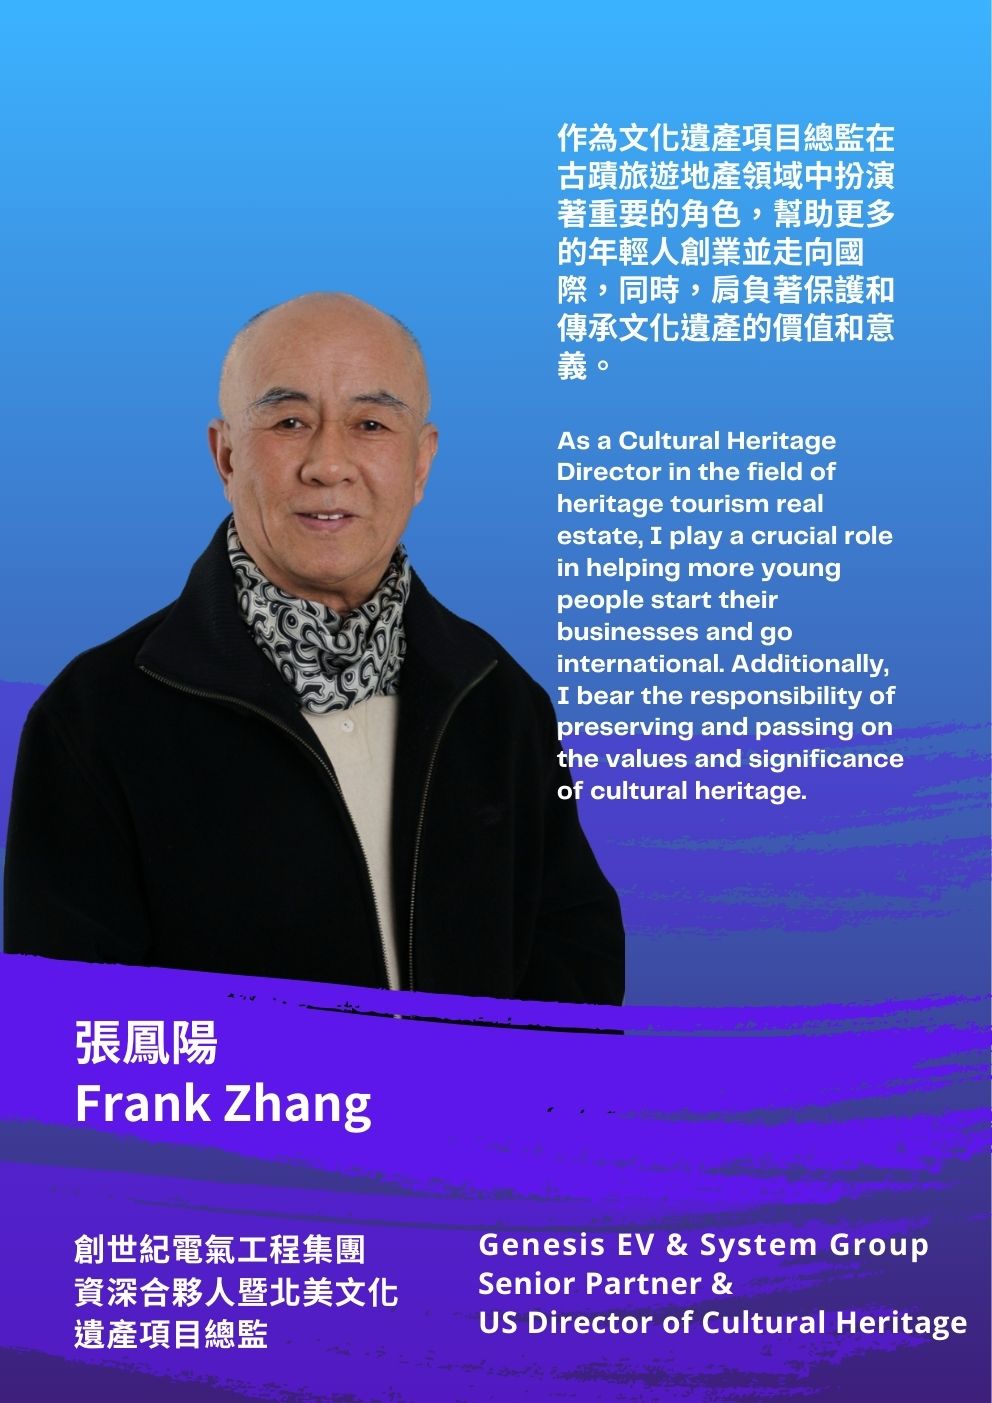 作為文化遺產項目總監在
古蹟旅遊地產領域中扮演
著重要的角色，幫助更多
的年輕人創業並走向國
際，同時，肩負著保護和
傳承文化遺產的價值和意
義。
As a Cultural Heritage
Director in the field of
heritage tourism real
estate, I play a crucial role
in helping more young
people start their
businesses and go
international. Additionally,
I bear the responsibility of
preserving and passing on
the values and significance
of cultural heritage.
張鳳陽
Frank Zhang
創世紀電氣工程集團
資深合夥人暨北美文化
遺產項目總監
Genesis EV & System Group
Senior Partner &
US Director of Cultural Heritage